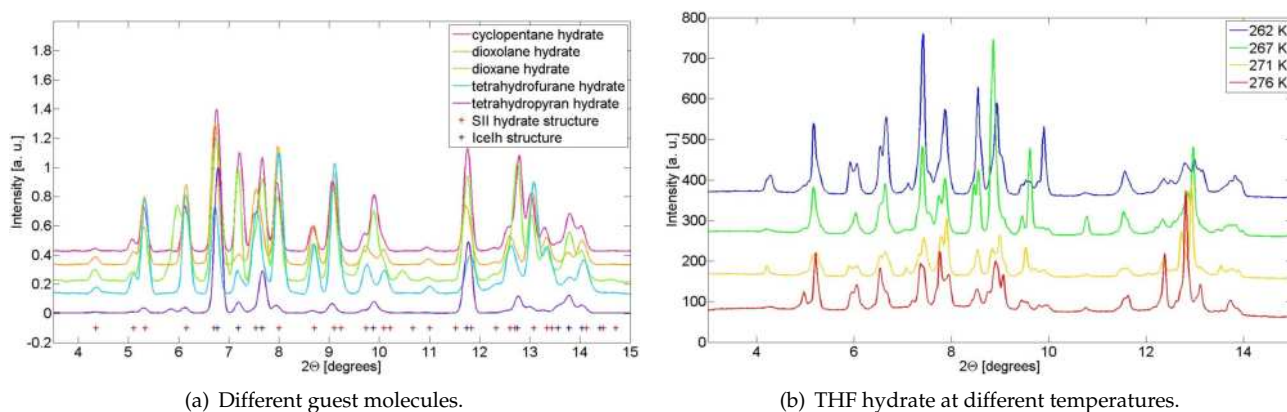 1.8
1.6
1.4
1.2
1
0.8
0.6
0.4
0.2
0
-0.2
Intensity [a. u.]
4 5 6 7 8 9 10 11 12 13 14 15
2Θ [degrees]
cyclopentane hydrate
dioxolane hydrate
dioxane hydrate
tetrahydrofurane hydrate
tetrahydropyran hydrate
SII hydrate structure
IceIh structure
(a) Different guest molecules.
800
700
600
500
400
300
200
100
0
Intensity [a. u.]
4 6 8 10 12 14
2Θ [degrees]
262 K
267 K
271 K
276 K
(b) THF hydrate at different temperatures.